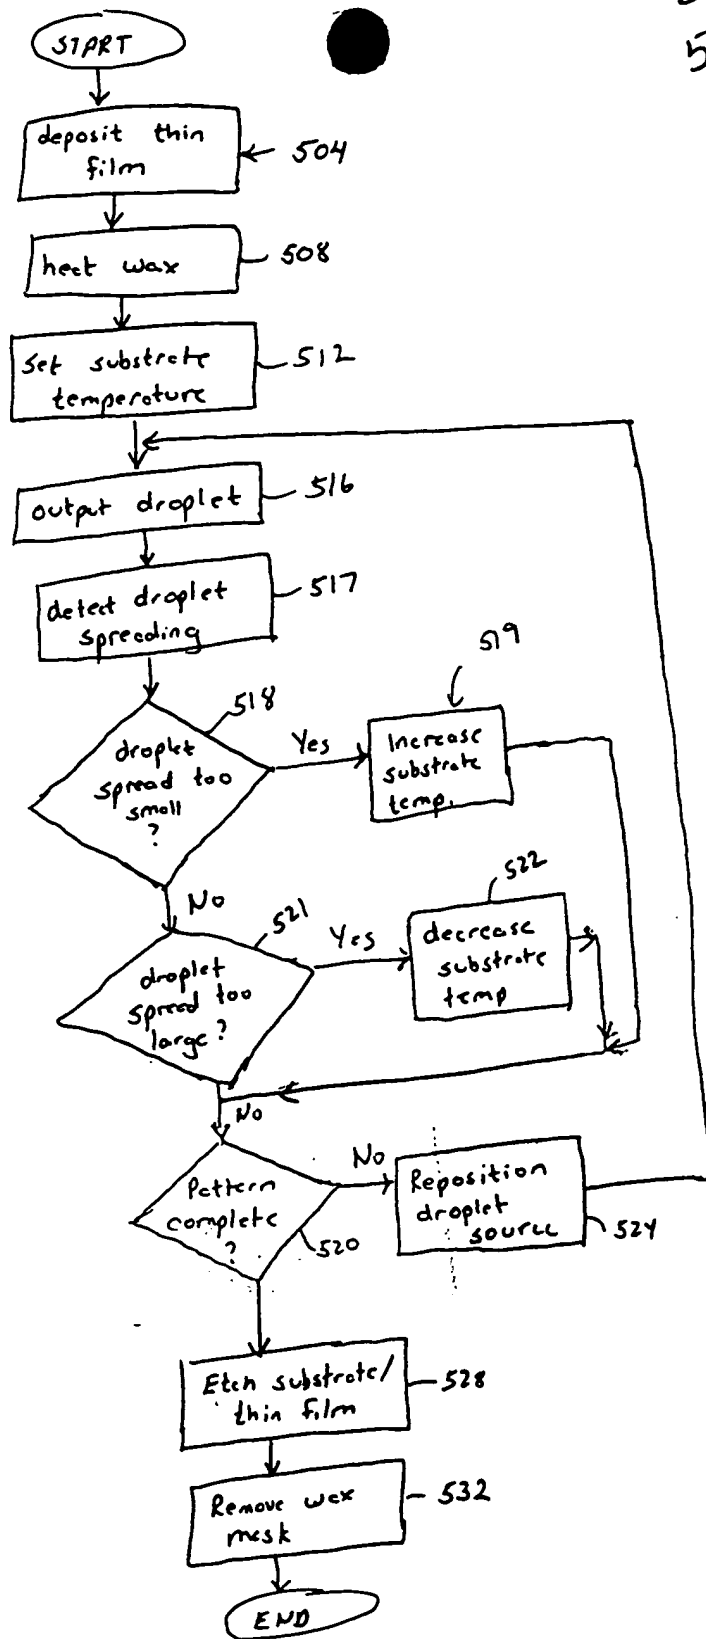 START
5
deposit thin
film
504
heat wax
508
Set substrate
temperature
512
output droplet
516
detect droplet
spreading
517
518
519
droplet
spread too
small
?
Yes
Increase
substrate
temp.
No
521
522
droplet
spread too
large?
Yes
decrease
substrate
temp
No
Pattern
complete
?
520
No
Reposition
droplet
source
524
Etch substrate/
thin film
528
Remove wax
mask
532
END